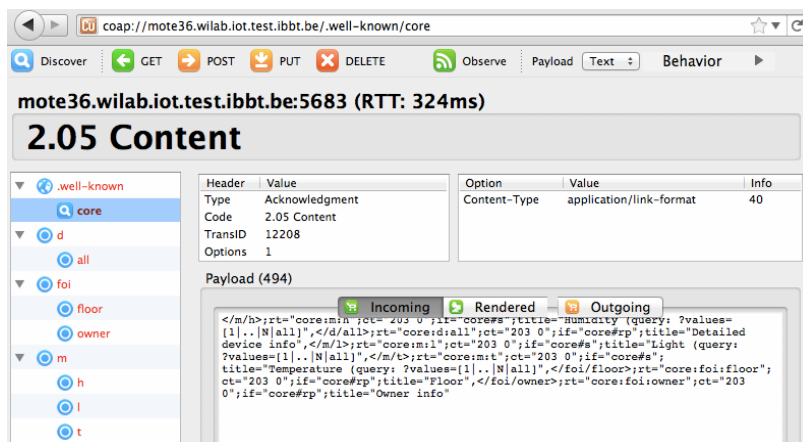 coap://mote36.wilab.iot.test.ibbt.be/.well-known/core
Discover GET POST PUT DELETE Observe Payload Text Behavior
mote36.wilab.iot.test.ibbt.be:5683 (RTT: 324ms)
2.05 Content
.well-known
core
d
all
foi
floor
owner
m
h
l
t
Header Value
Type Acknowledgment
Code 2.05 Content
TransID 12208
Options 1
Option Value Info
Content-Type application/link-format 40
Payload (494)
Incoming Rendered Outgoing
</m/h>;rt="core:m:h";ct="203 0";if="core#s";title="Humidity (query: ?values=
[1|..|N|all]",</d/all>;rt="core:d:all";ct="203 0";if="core#rp";title="Detailed
device info",</m/l>;rt="core:m:l";ct="203 0";if="core#s";title="Light (query:
?values=[1|..|N|all]",</m/t>;rt="core:m:t";ct="203 0";if="core#s";
title="Temperature (query: ?values=[1|..|N|all]",</foi/floor>;rt="core:foi:floor";
ct="203 0";if="core#rp";title="Floor",</foi/owner>;rt="core:foi:owner";ct="203
0";if="core#rp";title="Owner info"